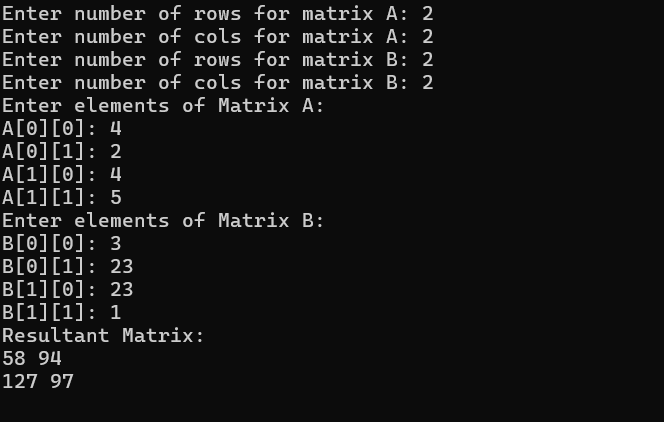 Enter number of rows for matrix A: 2
Enter number of cols for matrix A: 2
Enter number of rows for matrix B: 2
Enter number of cols for matrix B: 2
Enter elements of Matrix A:
A[0][0]: 4
A[0][1]: 2
A[1][0]: 4
A[1][1]: 5
Enter elements of Matrix B:
B[0][0]: 3
B[0][1]: 23
B[1][0]: 23
B[1][1]: 1
Resultant Matrix:
58 94
127 97